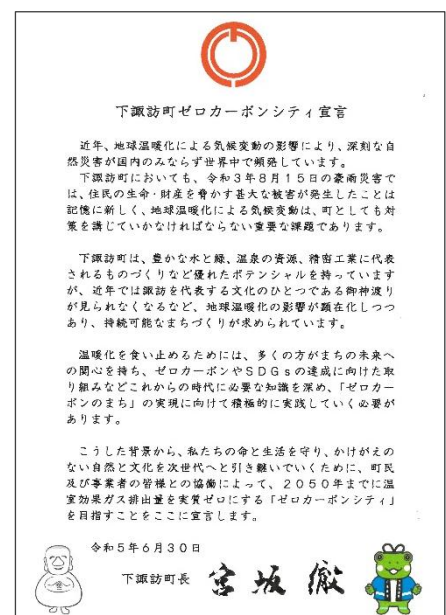 下諏訪町ゼロカーボンシティ宣言
近年、地球温暖化による気候変動の影響により、深刻な自
然災害が国内のみならず世界中で頻発しています。
下諏訪町においても、令和3年8月15日の豪雨災害で
は、住民の生命・財産を脅かす甚大な被害が発生したことは
記憶に新しく、地球温暖化による気候変動は、町としても対
策を講じていかなければならない重要な課題であります。
下諏訪町は、豊かな水と緑、温泉の資源、精密工業に代表
されるものづくりなど優れたポテンシャルを持っています
が、近年では諏訪を代表する文化のひとつである御神渡り
が見られなくなるなど、地球温暖化の影響が顕在化しつつ
あり、持続可能なまちづくりが求められています。
温暖化を食い止めるためには、多くの方がまちの未来へ
の関心を持ち、ゼロカーボンやSDGsの達成に向けた取
り組みなどこれからの時代に必要な知識を深め、「ゼロカー
ボンのまち」の実現に向けて積極的に実践していく必要が
あります。
こうした背景から、私たちの命と生活を守り、かけがえの
ない自然と文化を次世代へと引き継いでいくために、町民
及び事業者の皆様との協働によって、2050年までに温
室効果ガス排出量を実質ゼロにする「ゼロカーボンシティ」
を目指すことをここに宣言します。
令和5年6月30日
下諏訪町長 宮坂徹